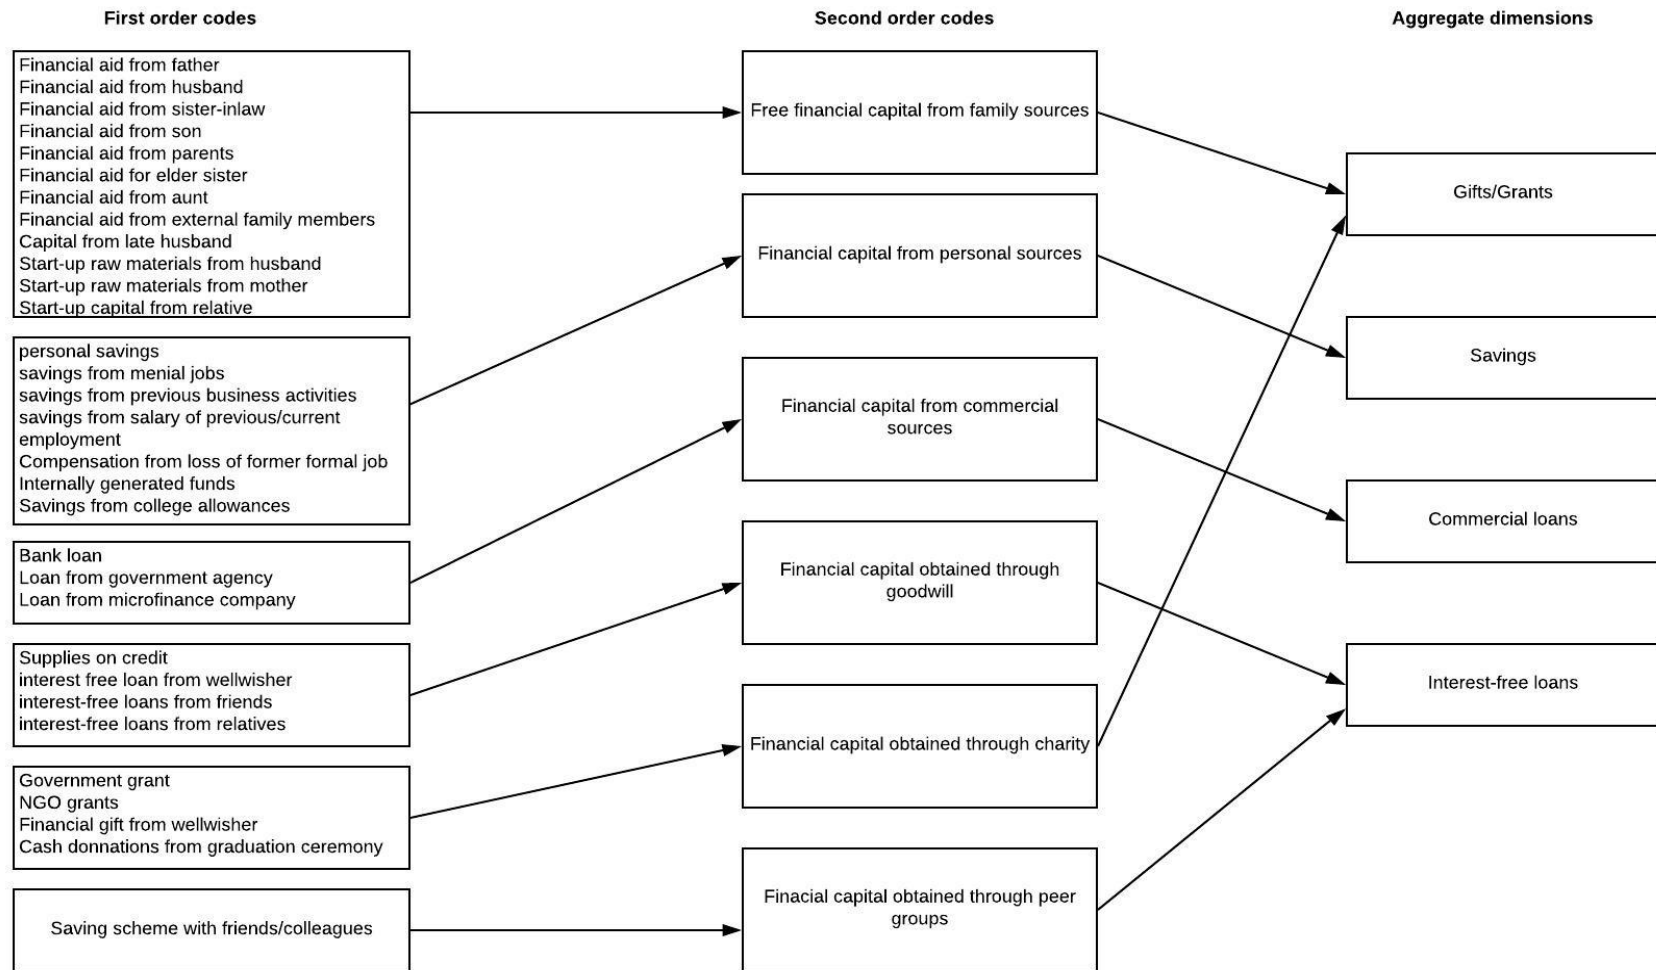 First order codes
Second order codes
Aggregate dimensions
Financial aid from father
Financial aid from husband
Financial aid from sister-inlaw
Financial aid from son
Financial aid from parents
Financial aid for elder sister
Financial aid from aunt
Financial aid from external family members
Capital from late husband
Start-up raw materials from husband
Start-up raw materials from mother
Start-up capital from relative
personal savings
savings from menial jobs
savings from previous business activities
savings from salary of previous/current
employment
Compensation from loss of former formal job
Internally generated funds
Savings from college allowances
Bank loan
Loan from government agency
Loan from microfinance company
Supplies on credit
interest free loan from wellwisher
interest-free loans from friends
interest-free loans from relatives
Government grant
NGO grants
Financial gift from wellwisher
Cash donnations from graduation ceremony
Saving scheme with friends/colleagues
Free financial capital from family sources
Financial capital from personal sources
Financial capital from commercial
sources
Financial capital obtained through
goodwill
Financial capital obtained through charity
Finacial capital obtained through peer
groups
Gifts/Grants
Savings
Commercial loans
Interest-free loans